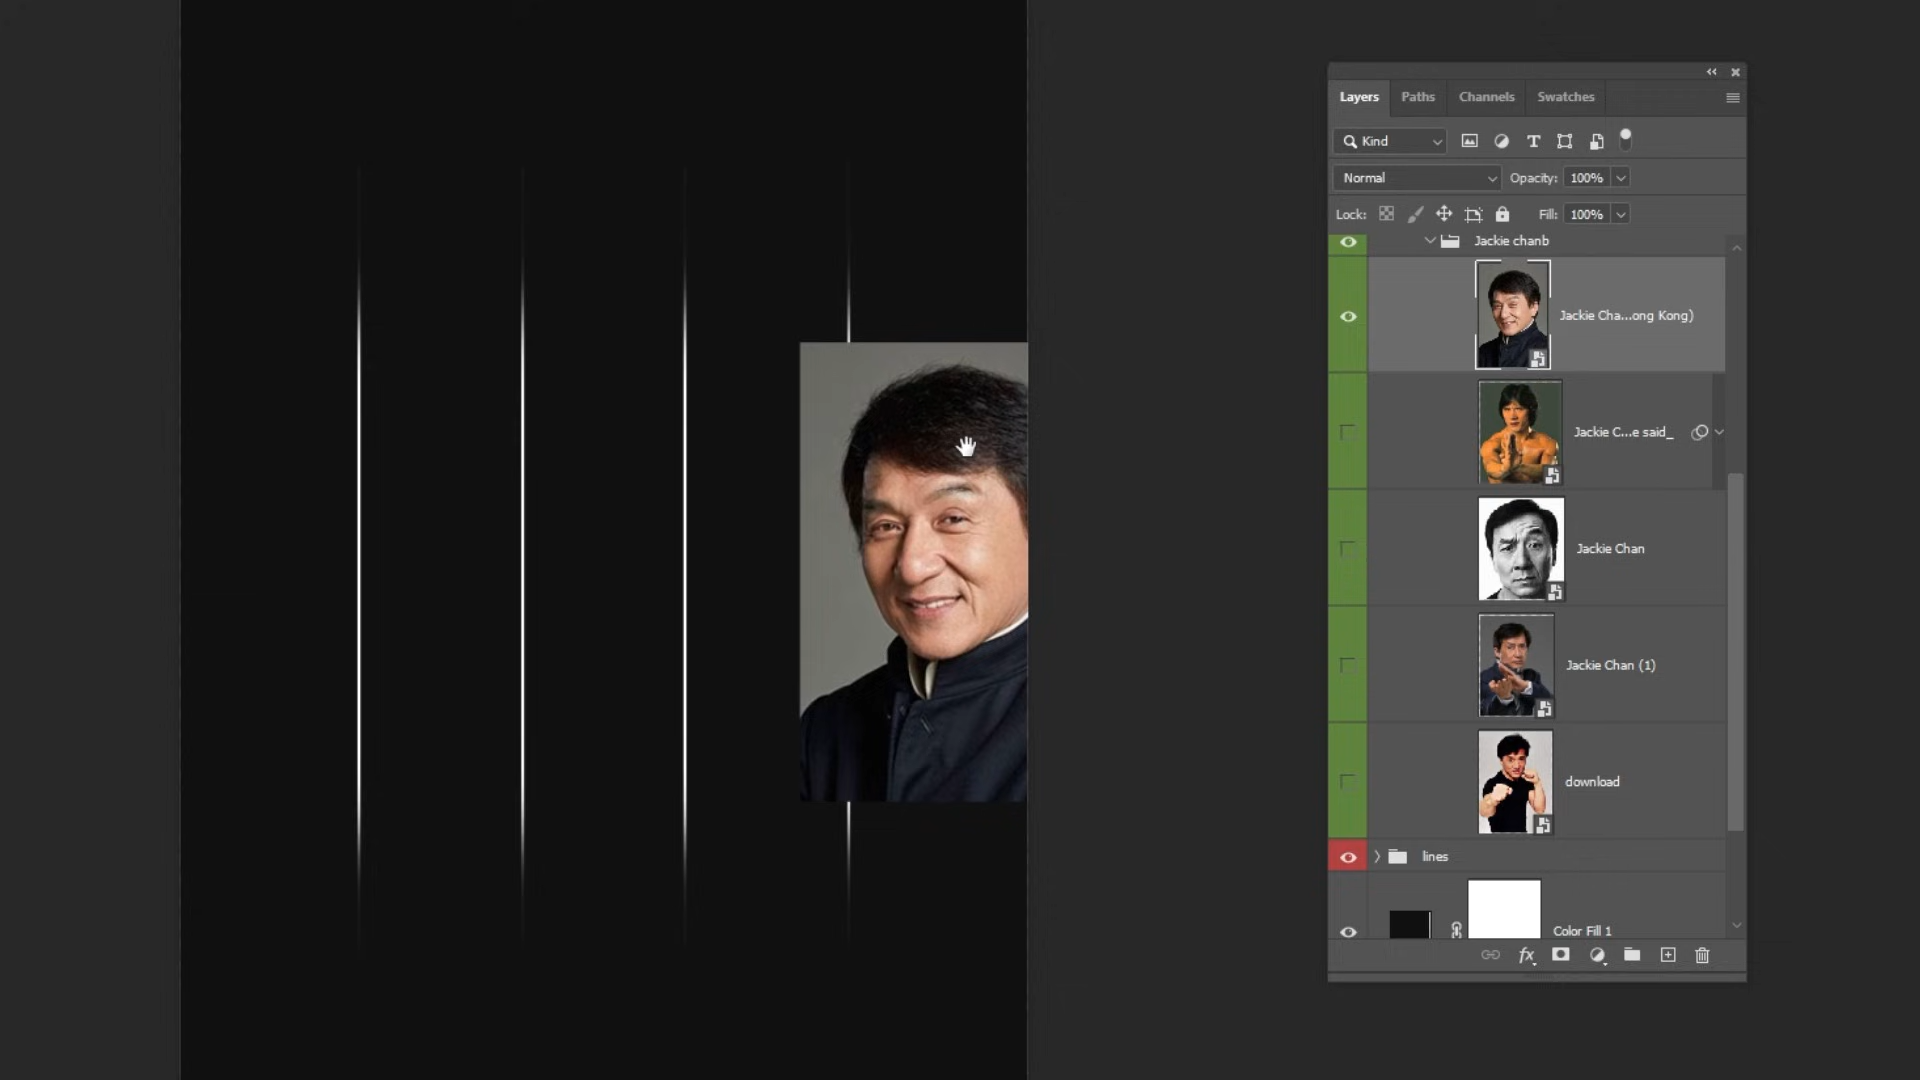 Layers Paths Channels Swatches
Kind
Normal Opacity: 100%
Lock: Fill: 100%
Jackie chanb
Jackie Cha...ong Kong)
Jackie C...e said_
Jackie Chan
Jackie Chan (1)
download
lines
Color Fill 1
fx